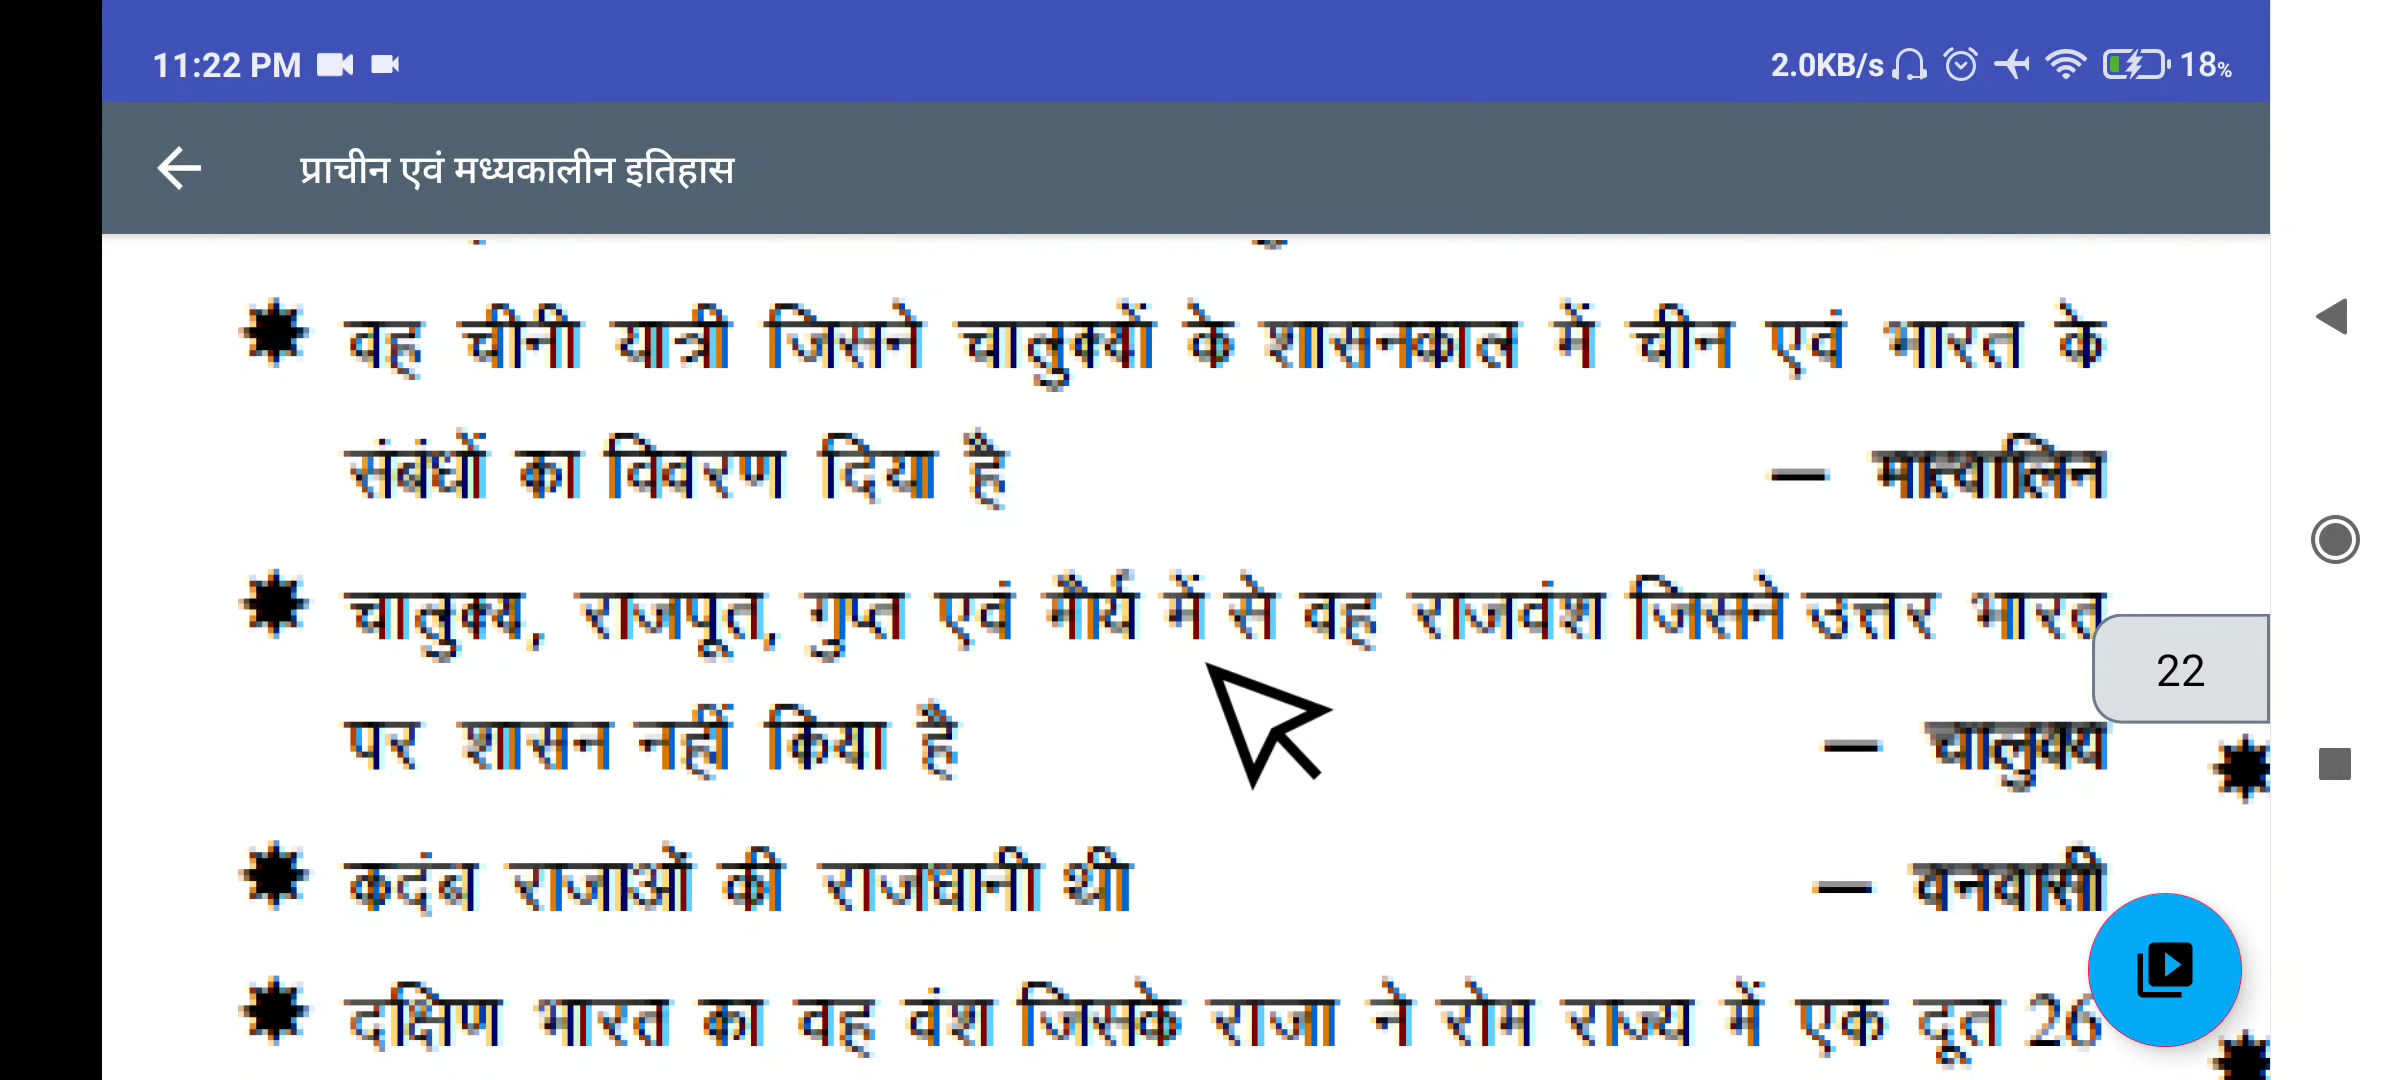 11:22 PM 2.0KB/s 18%
प्राचीन एवं मध्यकालीन इतिहास
वह चीनी यात्री जिसने चालुक्यों के शासनकाल में चीन एवं भारत के
संबंधों का विवरण दिया है — मात्वालिन
चालुक्य, राजपूत, गुप्त एवं मौर्य में से वह राजवंश जिसने उत्तर भारत
22
पर शासन नहीं किया है — चालुक्य
कदंब राजाओं की राजधानी थी — वनवासी
दक्षिण भारत का वह वंश जिसके राजा ने रोम राज्य में एक दूत 26